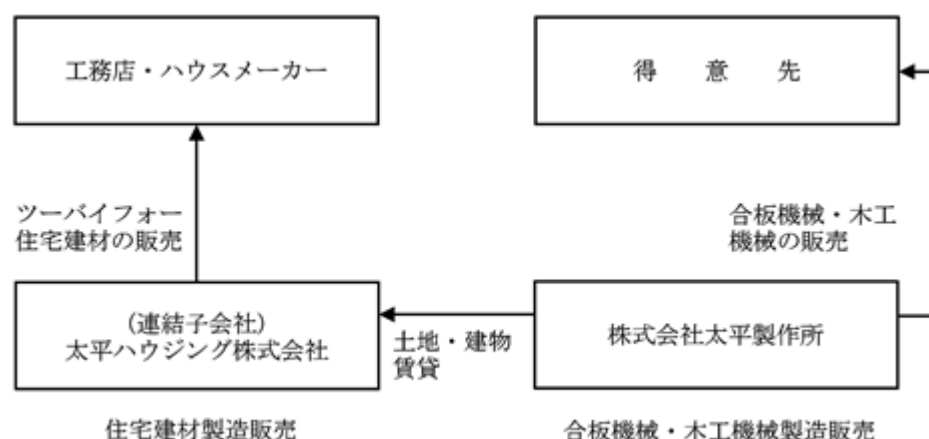 工務店・ハウスメーカー
得 意 先
ツーバイフォー
住宅建材の販売
合板機械・木工
機械の販売
(連結子会社)
太平ハウジング株式会社
土地・建物
賃貸
株式会社太平製作所
住宅建材製造販売
合板機械・木工機械製造販売